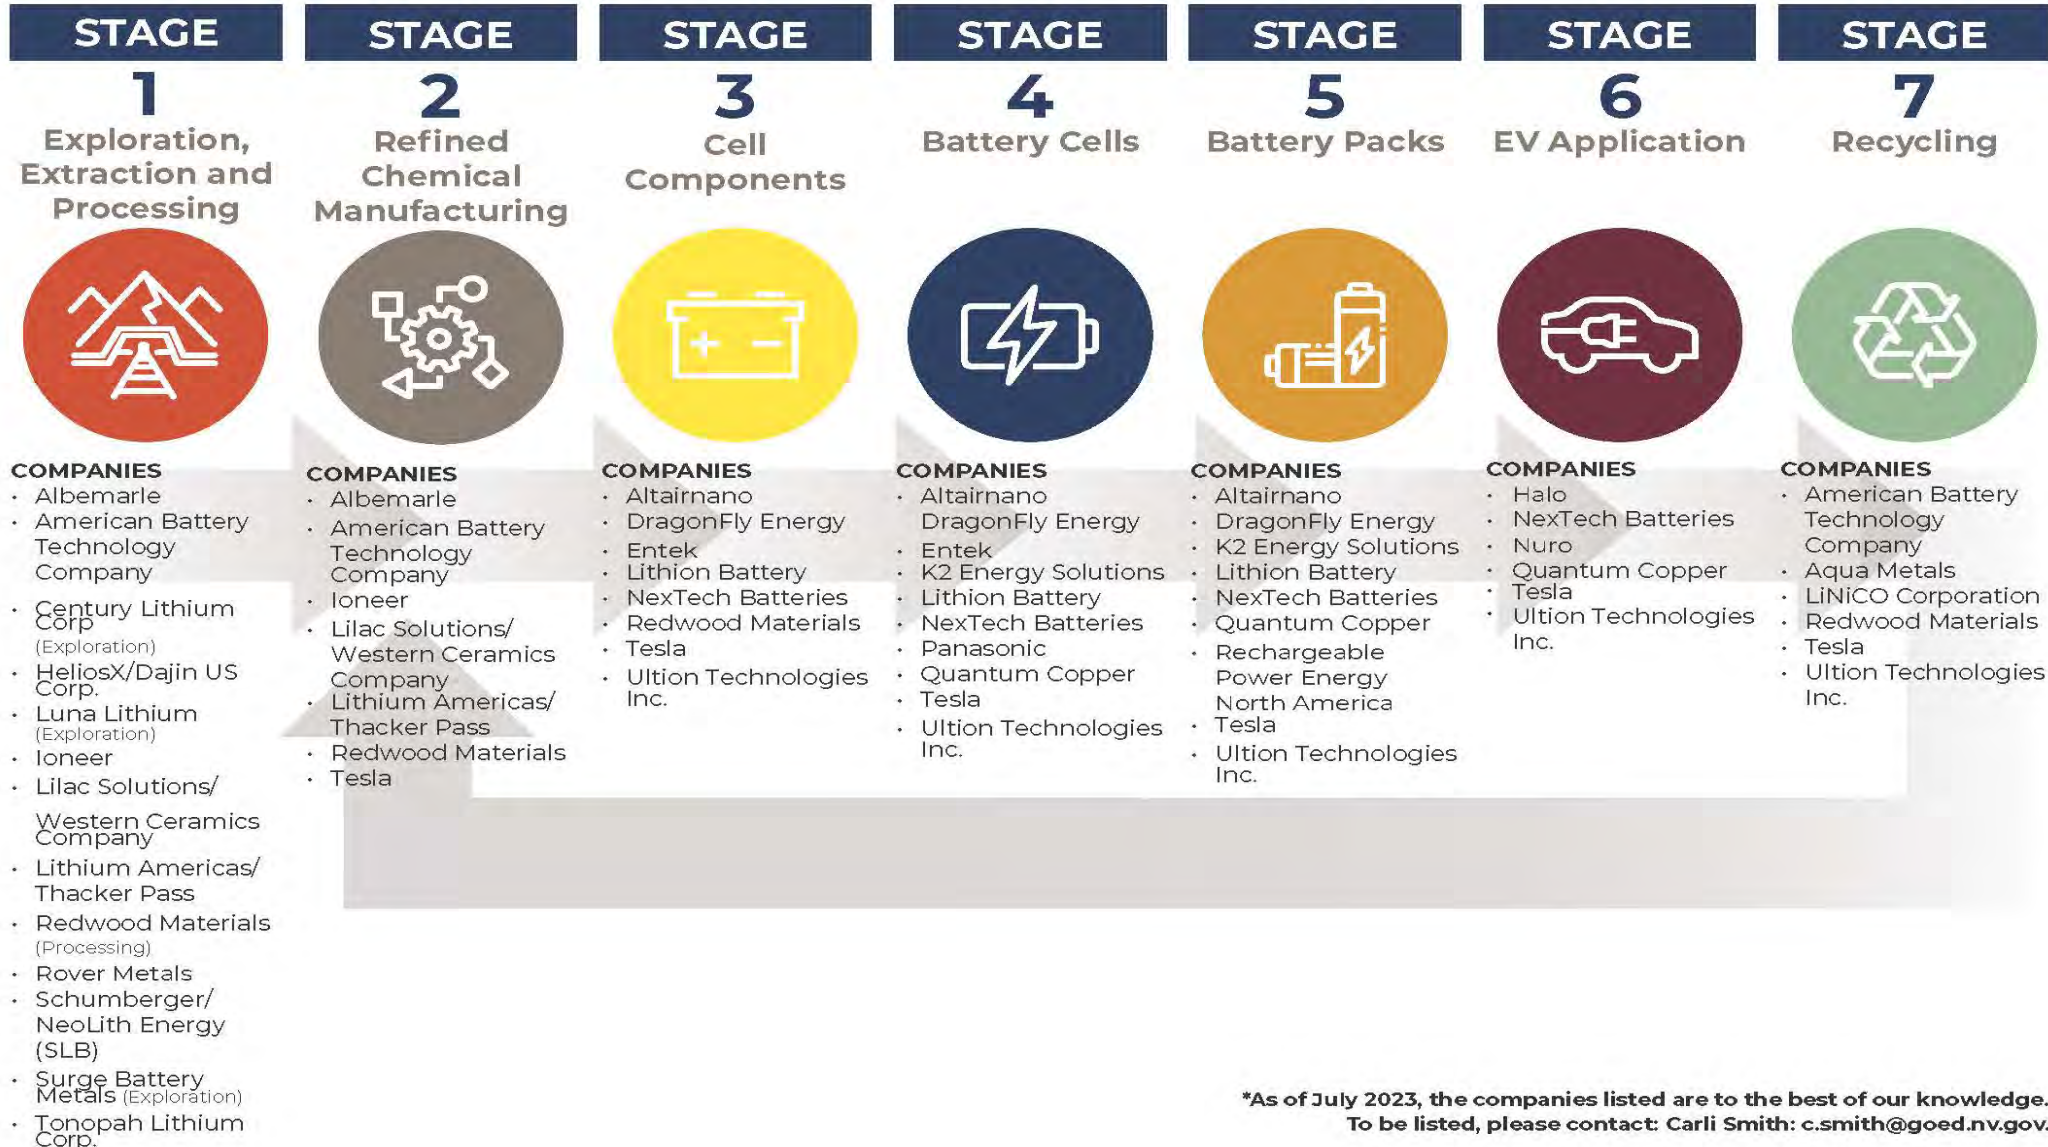 STAGE
1
Exploration,
Extraction and
Processing
COMPANIES
· Albemarle
· American Battery
Technology
Company
· Century Lithium
Corp
(Exploration)
· HeliosX/Dajin US
Corp.
· Luna Lithium
(Exploration)
· Ioneer
· Lilac Solutions/
Western Ceramics
Company
· Lithium Americas/
Thacker Pass
· Redwood Materials
(Processing)
· Rover Metals
· Schumberger/
NeoLith Energy
(SLB)
· Surge Battery
Metals (Exploration)
· Tonopah Lithium
Corp.
STAGE
2
Refined
Chemical
Manufacturing
COMPANIES
· Albemarle
· American Battery
Technology
Company
· Ioneer
· Lilac Solutions/
Western Ceramics
Company
· Lithium Americas/
Thacker Pass
· Redwood Materials
· Tesla
STAGE
3
Cell
Components
COMPANIES
· Altairnano
· DragonFly Energy
· Entek
· Lithion Battery
· NexTech Batteries
· Redwood Materials
· Tesla
· Ultion Technologies
Inc.
STAGE
4
Battery Cells
COMPANIES
· Altairnano
DragonFly Energy
· Entek
· K2 Energy Solutions
· Lithion Battery
· NexTech Batteries
· Panasonic
· Quantum Copper
· Tesla
· Ultion Technologies
Inc.
STAGE
5
Battery Packs
COMPANIES
· Altairnano
· DragonFly Energy
· K2 Energy Solutions
· Lithion Battery
· NexTech Batteries
· Quantum Copper
· Rechargeable
Power Energy
North America
· Tesla
· Ultion Technologies
Inc.
STAGE
6
EV Application
COMPANIES
· Halo
· NexTech Batteries
· Nuro
· Quantum Copper
· Tesla
· Ultion Technologies
Inc.
STAGE
7
Recycling
COMPANIES
· American Battery
Technology
Company
· Aqua Metals
· LiNiCO Corporation
· Redwood Materials
· Tesla
· Ultion Technologies
Inc.
*As of July 2023, the companies listed are to the best of our knowledge.
To be listed, please contact: Carli Smith: c.smith@goed.nv.gov.